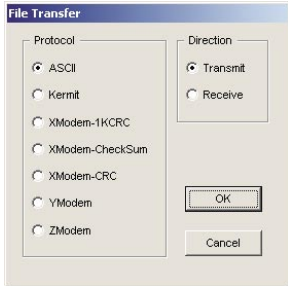 File Transfer
Protocol
ASCII
Kermit
XModem-1KCRC
XModem-CheckSum
XModem-CRC
YModem
ZModem
Direction
Transmit
Receive
OK
Cancel